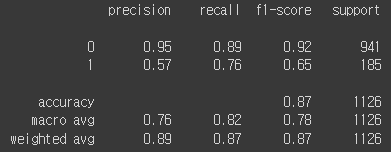 precision recall f1-score support
0 0.95 0.89 0.92 941
1 0.57 0.76 0.65 185
accuracy 0.87 1126
macro avg 0.76 0.82 0.78 1126
weighted avg 0.89 0.87 0.87 1126